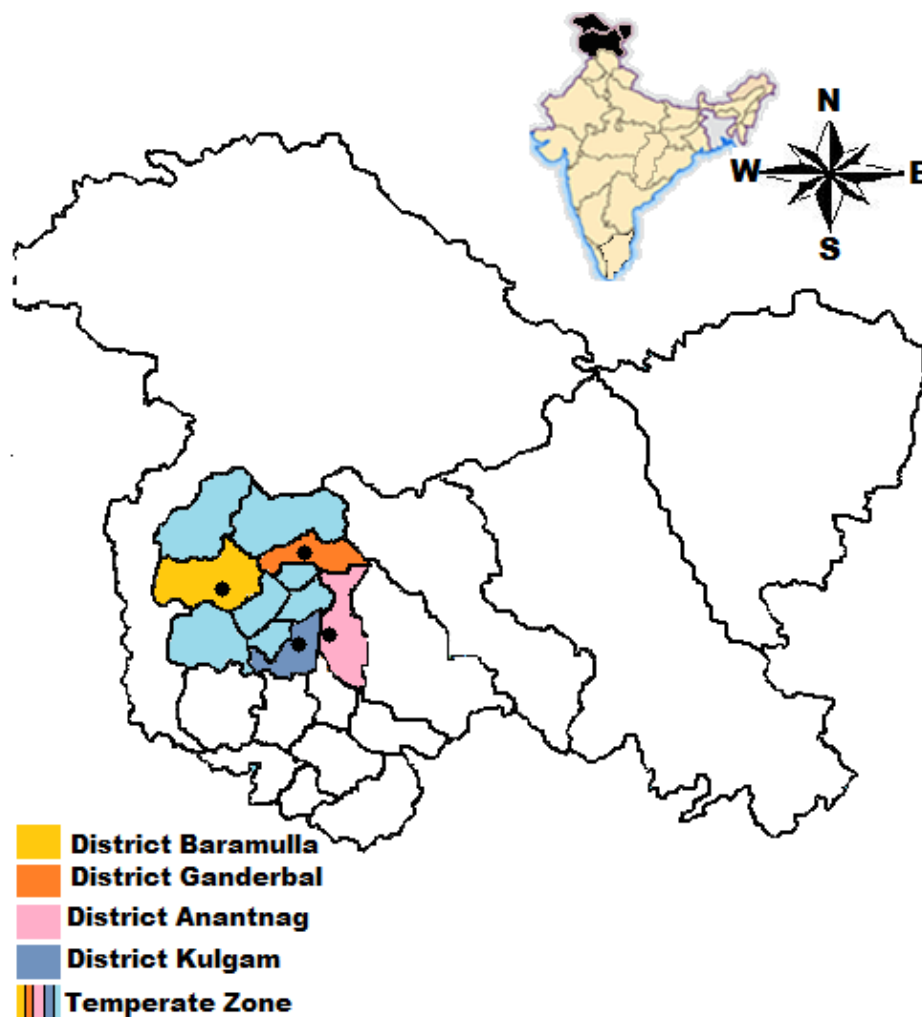 N
W
E
S
District Baramulla
District Ganderbal
District Anantnag
District Kulgam
Temperate Zone